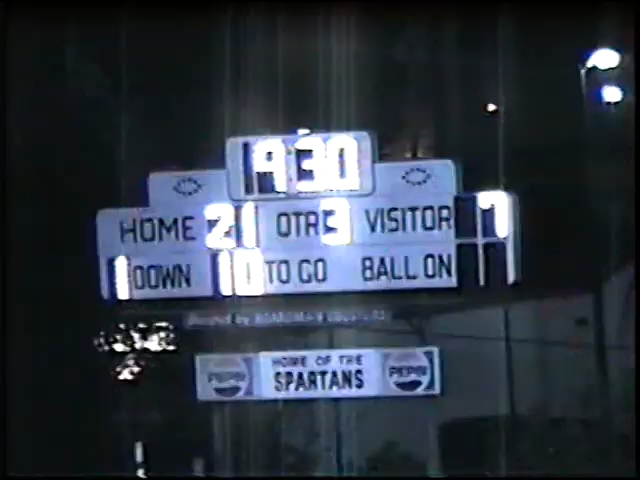 19:30
HOME 21 QTR 3 VISITOR 7
1 DOWN 10 TO GO BALL ON
PEPSI HOME OF THE PEPSI
SPARTANS